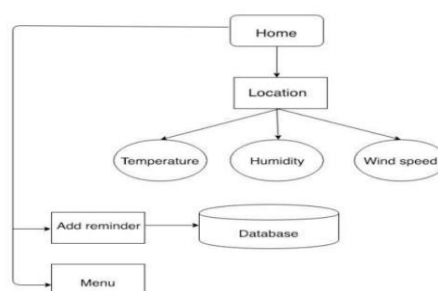 Home
Location
Temperature
Humidity
Wind speed
Add reminder
Database
Menu